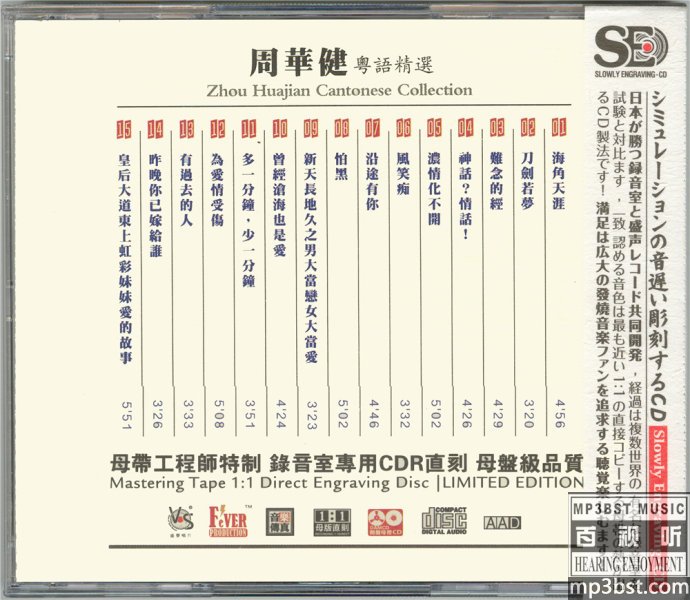 周華健 粵語精選
Zhou Huajian Cantonese Collection
01 海角天涯 4:56
02 刀劍若夢 3:20
03 難念的經 4:29
04 神話？情話！ 4:26
05 濃情化不開 5:02
06 風笑痴 3:32
07 沿途有你 4:46
08 怕黑 5:02
09 新天長地久之男大當戀女大當愛 3:23
10 曾經滄海也是愛 4:24
11 多一分鐘，少一分鐘 3:51
12 為愛情受傷 5:08
13 有過去的人 3:33
14 昨晚你已嫁給誰 3:26
15 皇后大道東上虹彩妹妹愛的故事 5:51
母帶工程師特制 錄音室專用CDR直刻 母盤級品質
Mastering Tape 1:1 Direct Engraving Disc | LIMITED EDITION
FEVER PRODUCTION™
音樂傳真
1:1
母版直刻
COMPACT disc DIGITAL AUDIO
AAD
SLOWLY ENGRAVING-CD
シミュレーションの音遅い彫刻するCD
Slowly
日本が勝つ録音室と盛声レコード共同開発，経過は複数世界の
試験と対比ます，一致 認める音色は最も近い1:1の直接コピーす
るCD製法です！満足は広大の發燒音楽ファンを追求する聴覚楽
MP3BST MUSIC
百视听
HEARING ENJOYMENT
mp3bst.com